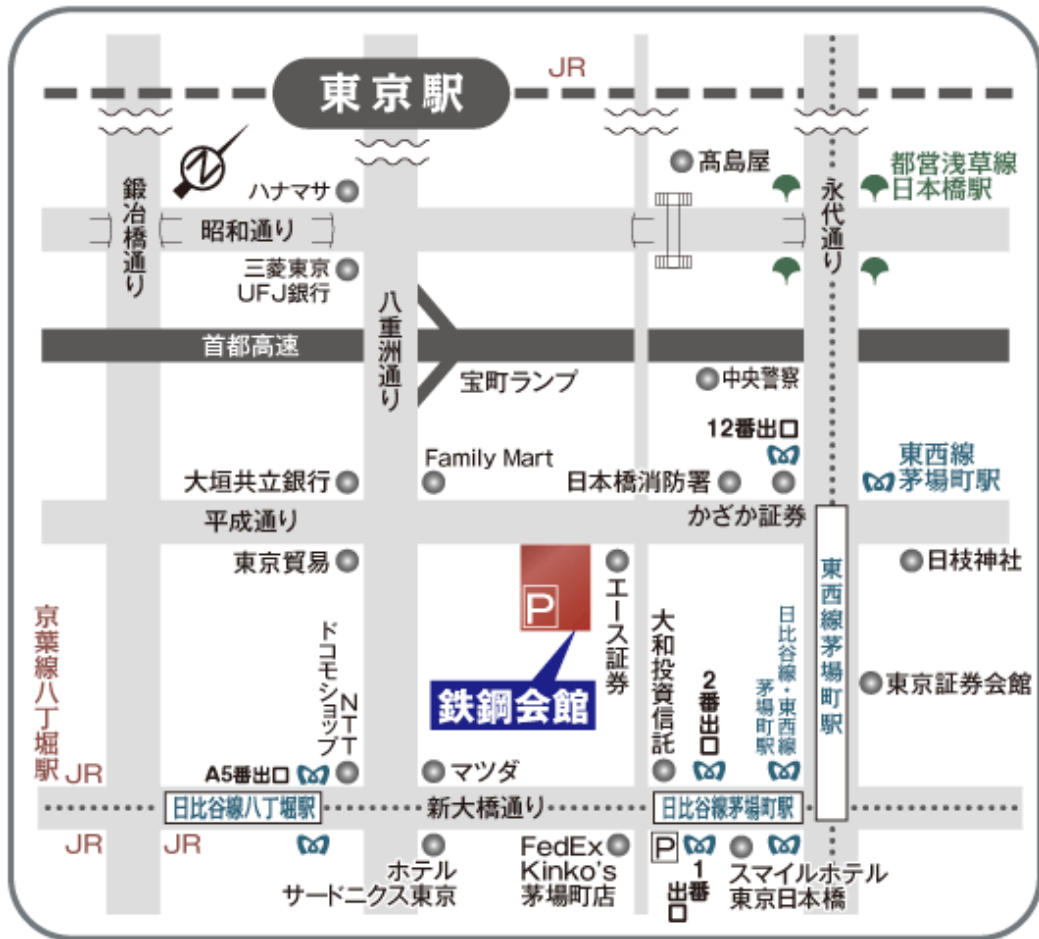 JR
東京駅
N
髙島屋
都営浅草線
日本橋駅
鍛冶橋通り
ハナマサ
永代通り
昭和通り
三菱東京
UFJ銀行
八重洲通り
首都高速
宝町ランプ
中央警察
12番出口
Family Mart
東西線
茅場町駅
大垣共立銀行
日本橋消防署
平成通り
かざか証券
東京貿易
P
エース証券
日枝神社
東西線茅場町駅
京葉線八丁堀駅
ドコモショップ
NTT
鉄鋼会館
大和投資信託
2番出口
日比谷線・東西線
茅場町駅
東京証券会館
JR
A5番出口
マツダ
日比谷線八丁堀駅
新大橋通り
日比谷線茅場町駅
JR
JR
ホテル
サードニクス東京
FedEx
Kinko's
茅場町店
P
1番
出口
スマイルホテル
東京日本橋